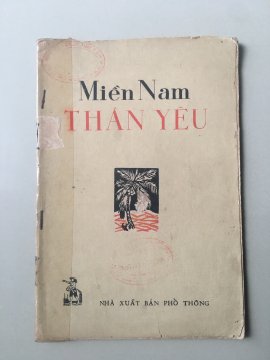 Miền Nam
THÂN YÊU
NHÀ XUẤT BẢN PHỔ THÔNG